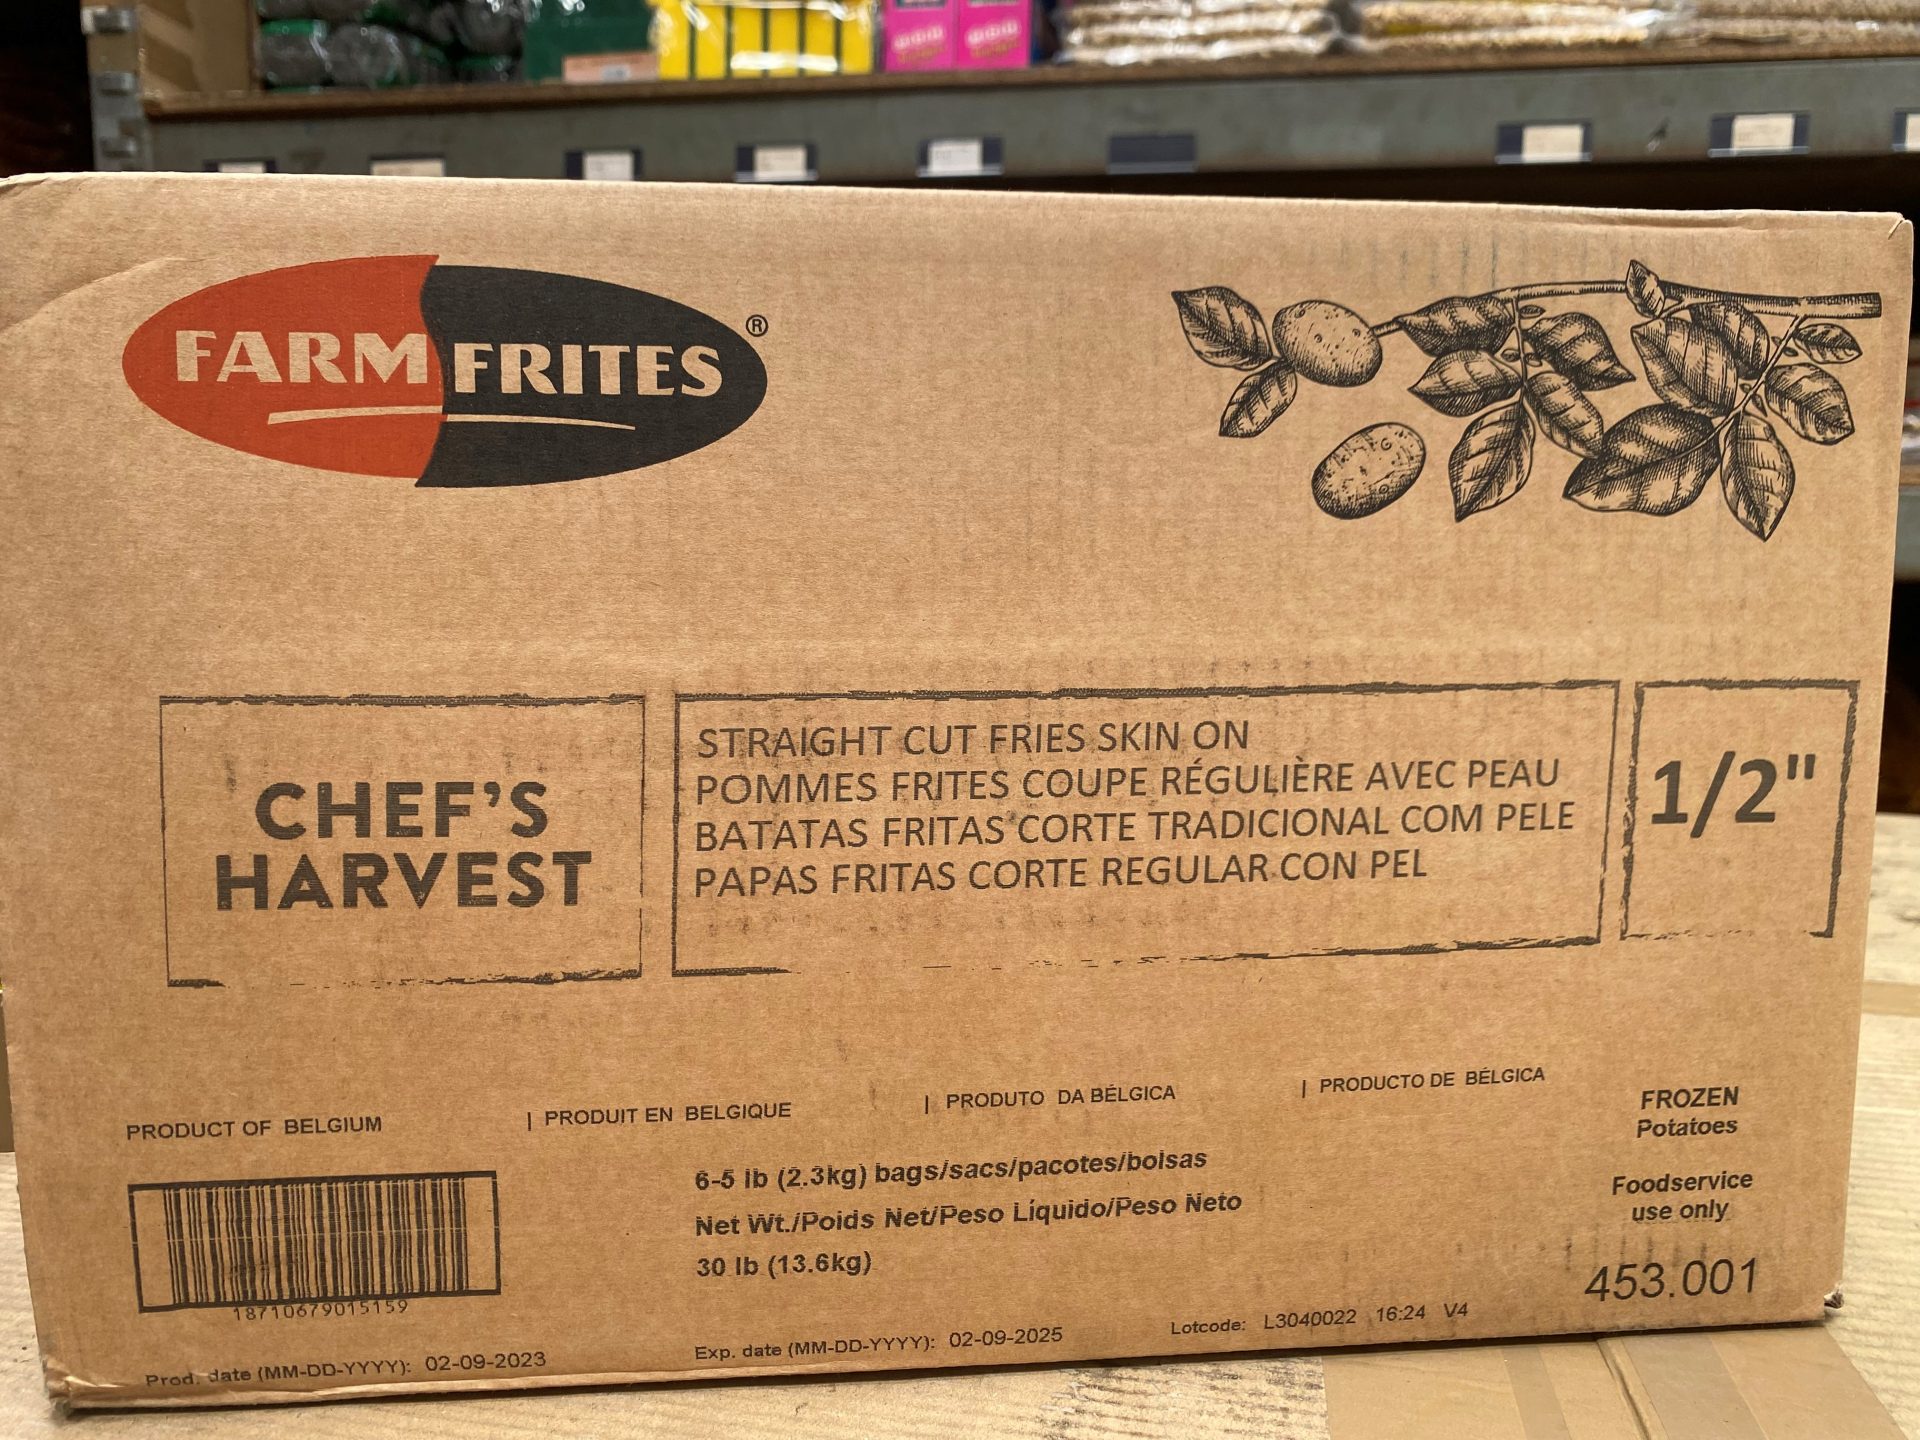 FARM FRITES ®
CHEF'S
HARVEST
STRAIGHT CUT FRIES SKIN ON
POMMES FRITES COUPE RÉGULIÈRE AVEC PEAU
BATATAS FRITAS CORTE TRADICIONAL COM PELE
PAPAS FRITAS CORTE REGULAR CON PEL
1/2"
PRODUCT OF BELGIUM | PRODUIT EN BELGIQUE | PRODUTO DA BÉLGICA | PRODUCTO DE BÉLGICA
FROZEN
Potatoes
6-5 lb (2.3kg) bags/sacs/pacotes/bolsas
Net Wt./Poids Net/Peso Líquido/Peso Neto
30 lb (13.6kg)
Foodservice
use only
453.001
18710679015159
Prod. date (MM-DD-YYYY): 02-09-2023
Exp. date (MM-DD-YYYY): 02-09-2025
Lotcode: L3040022 16:24 V4